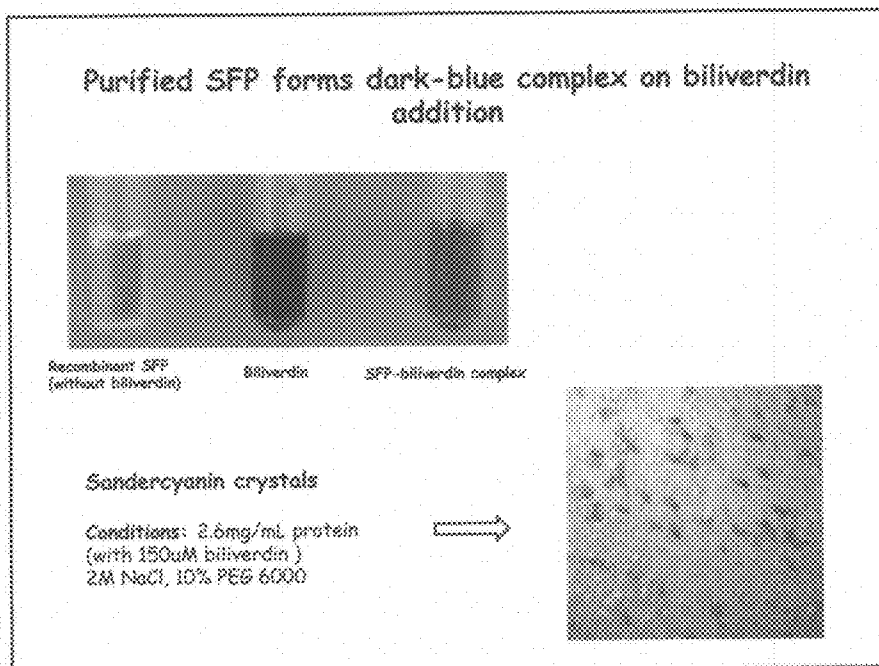 Purified SFP forms dark-blue complex on biliverdin
addition
Recombinant SFP
(without biliverdin)
Biliverdin
SFP-biliverdin complex
Sandercyanin crystals
Conditions: 2.6mg/mL protein
(with 150uM biliverdin )
2M NaCl, 10% PEG 6000